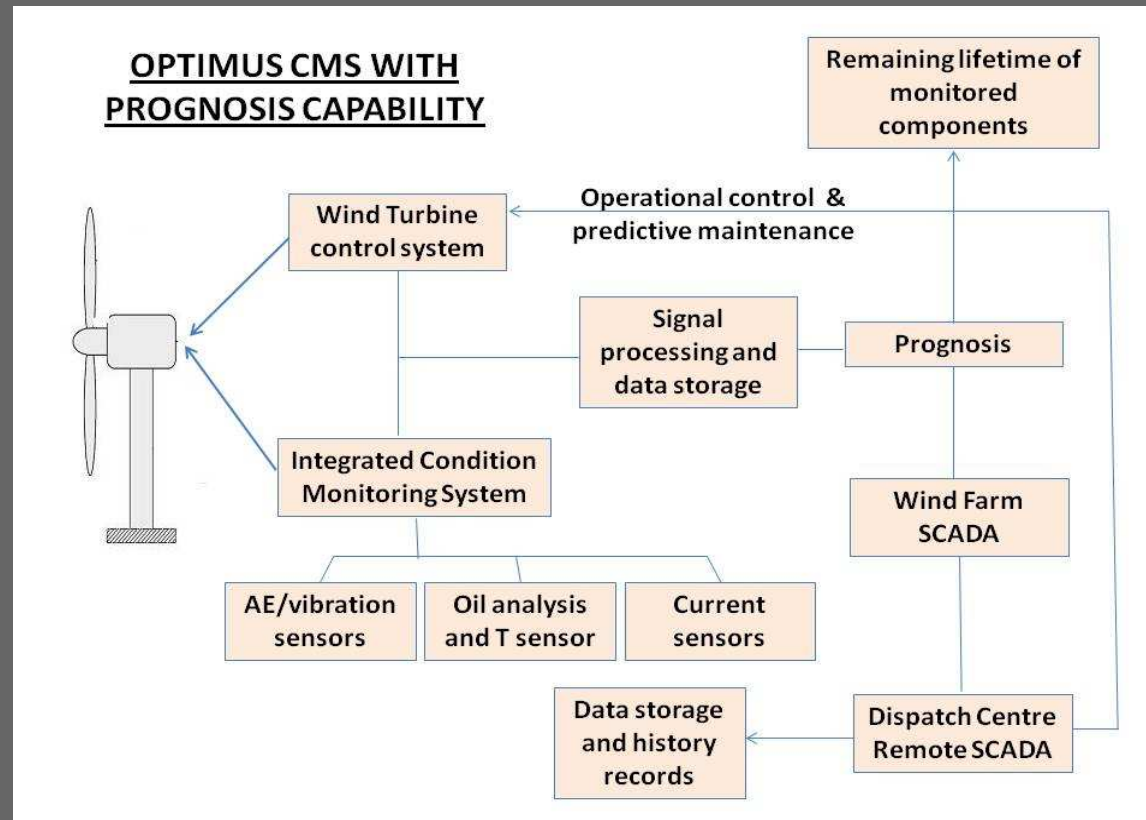 OPTIMUS CMS WITH
PROGNOSIS CAPABILITY
Remaining lifetime of
monitored
components
Wind Turbine
control system
Operational control &
predictive maintenance
Signal
processing and
data storage
Prognosis
Integrated Condition
Monitoring System
Wind Farm
SCADA
AE/vibration
sensors
Oil analysis
and T sensor
Current
sensors
Data storage
and history
records
Dispatch Centre
Remote SCADA